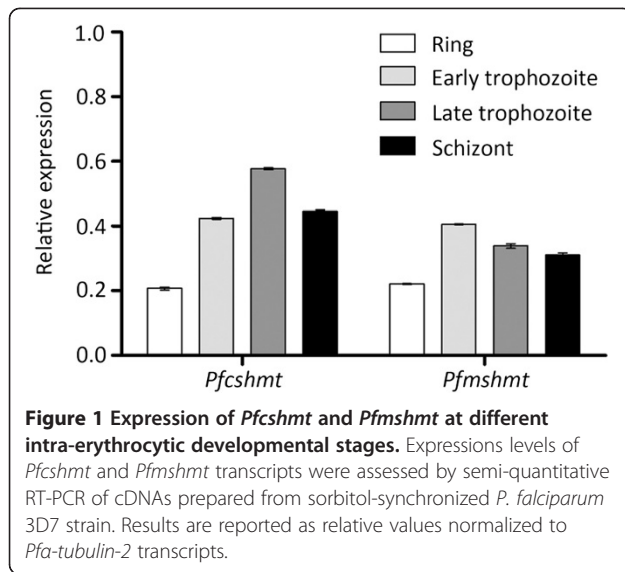 1.0
0.8
0.6
0.4
0.2
0.0
Relative expression
Ring
Early trophozoite
Late trophozoite
Schizont
Pfcshmt
Pfmshmt
Figure 1 Expression of Pfcshmt and Pfmshmt at different
intra-erythrocytic developmental stages. Expressions levels of
Pfcshmt and Pfmshmt transcripts were assessed by semi-quantitative
RT-PCR of cDNAs prepared from sorbitol-synchronized P. falciparum
3D7 strain. Results are reported as relative values normalized to
Pfα-tubulin-2 transcripts.